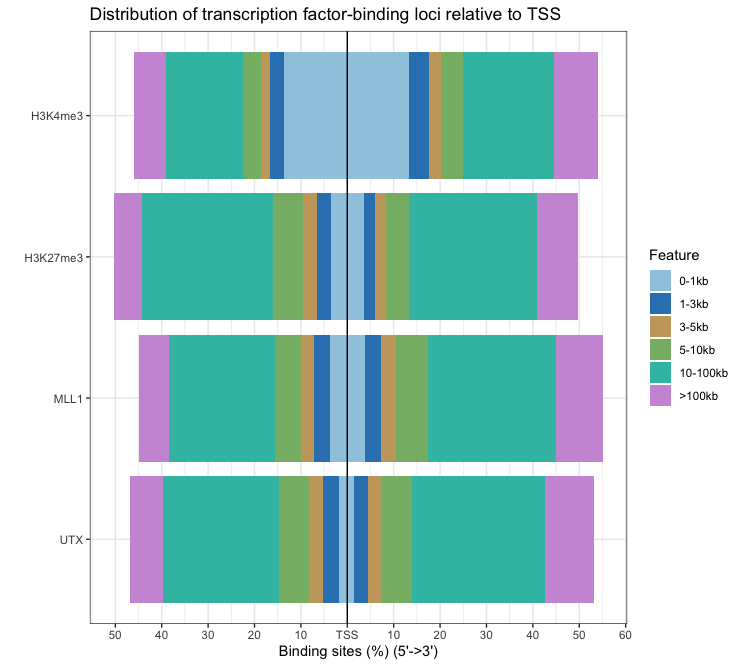 Distribution of transcription factor-binding loci relative to TSS
H3K4me3
H3K27me3
MLL1
UTX
50 40 30 20 10 TSS 10 20 30 40 50 60
Binding sites (%) (5'->3')
Feature
0-1kb
1-3kb
3-5kb
5-10kb
10-100kb
>100kb